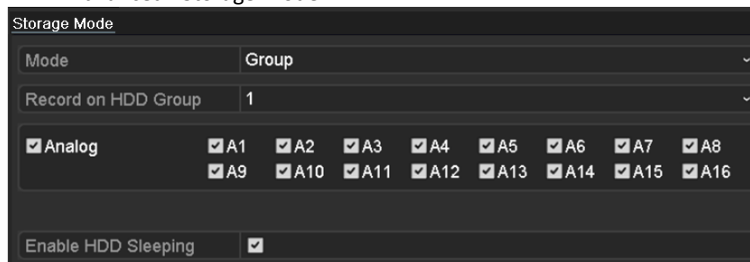 Storage Mode
Mode Group
Record on HDD Group 1
Analog A1 A2 A3 A4 A5 A6 A7 A8
A9 A10 A11 A12 A13 A14 A15 A16
Enable HDD Sleeping